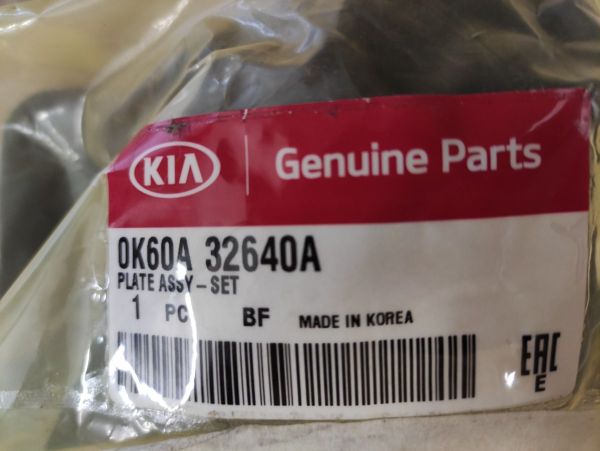 KIA Genuine Parts
0K60A 32640A
PLATE ASSY-SET
1 PC BF MADE IN KOREA
EAC
E